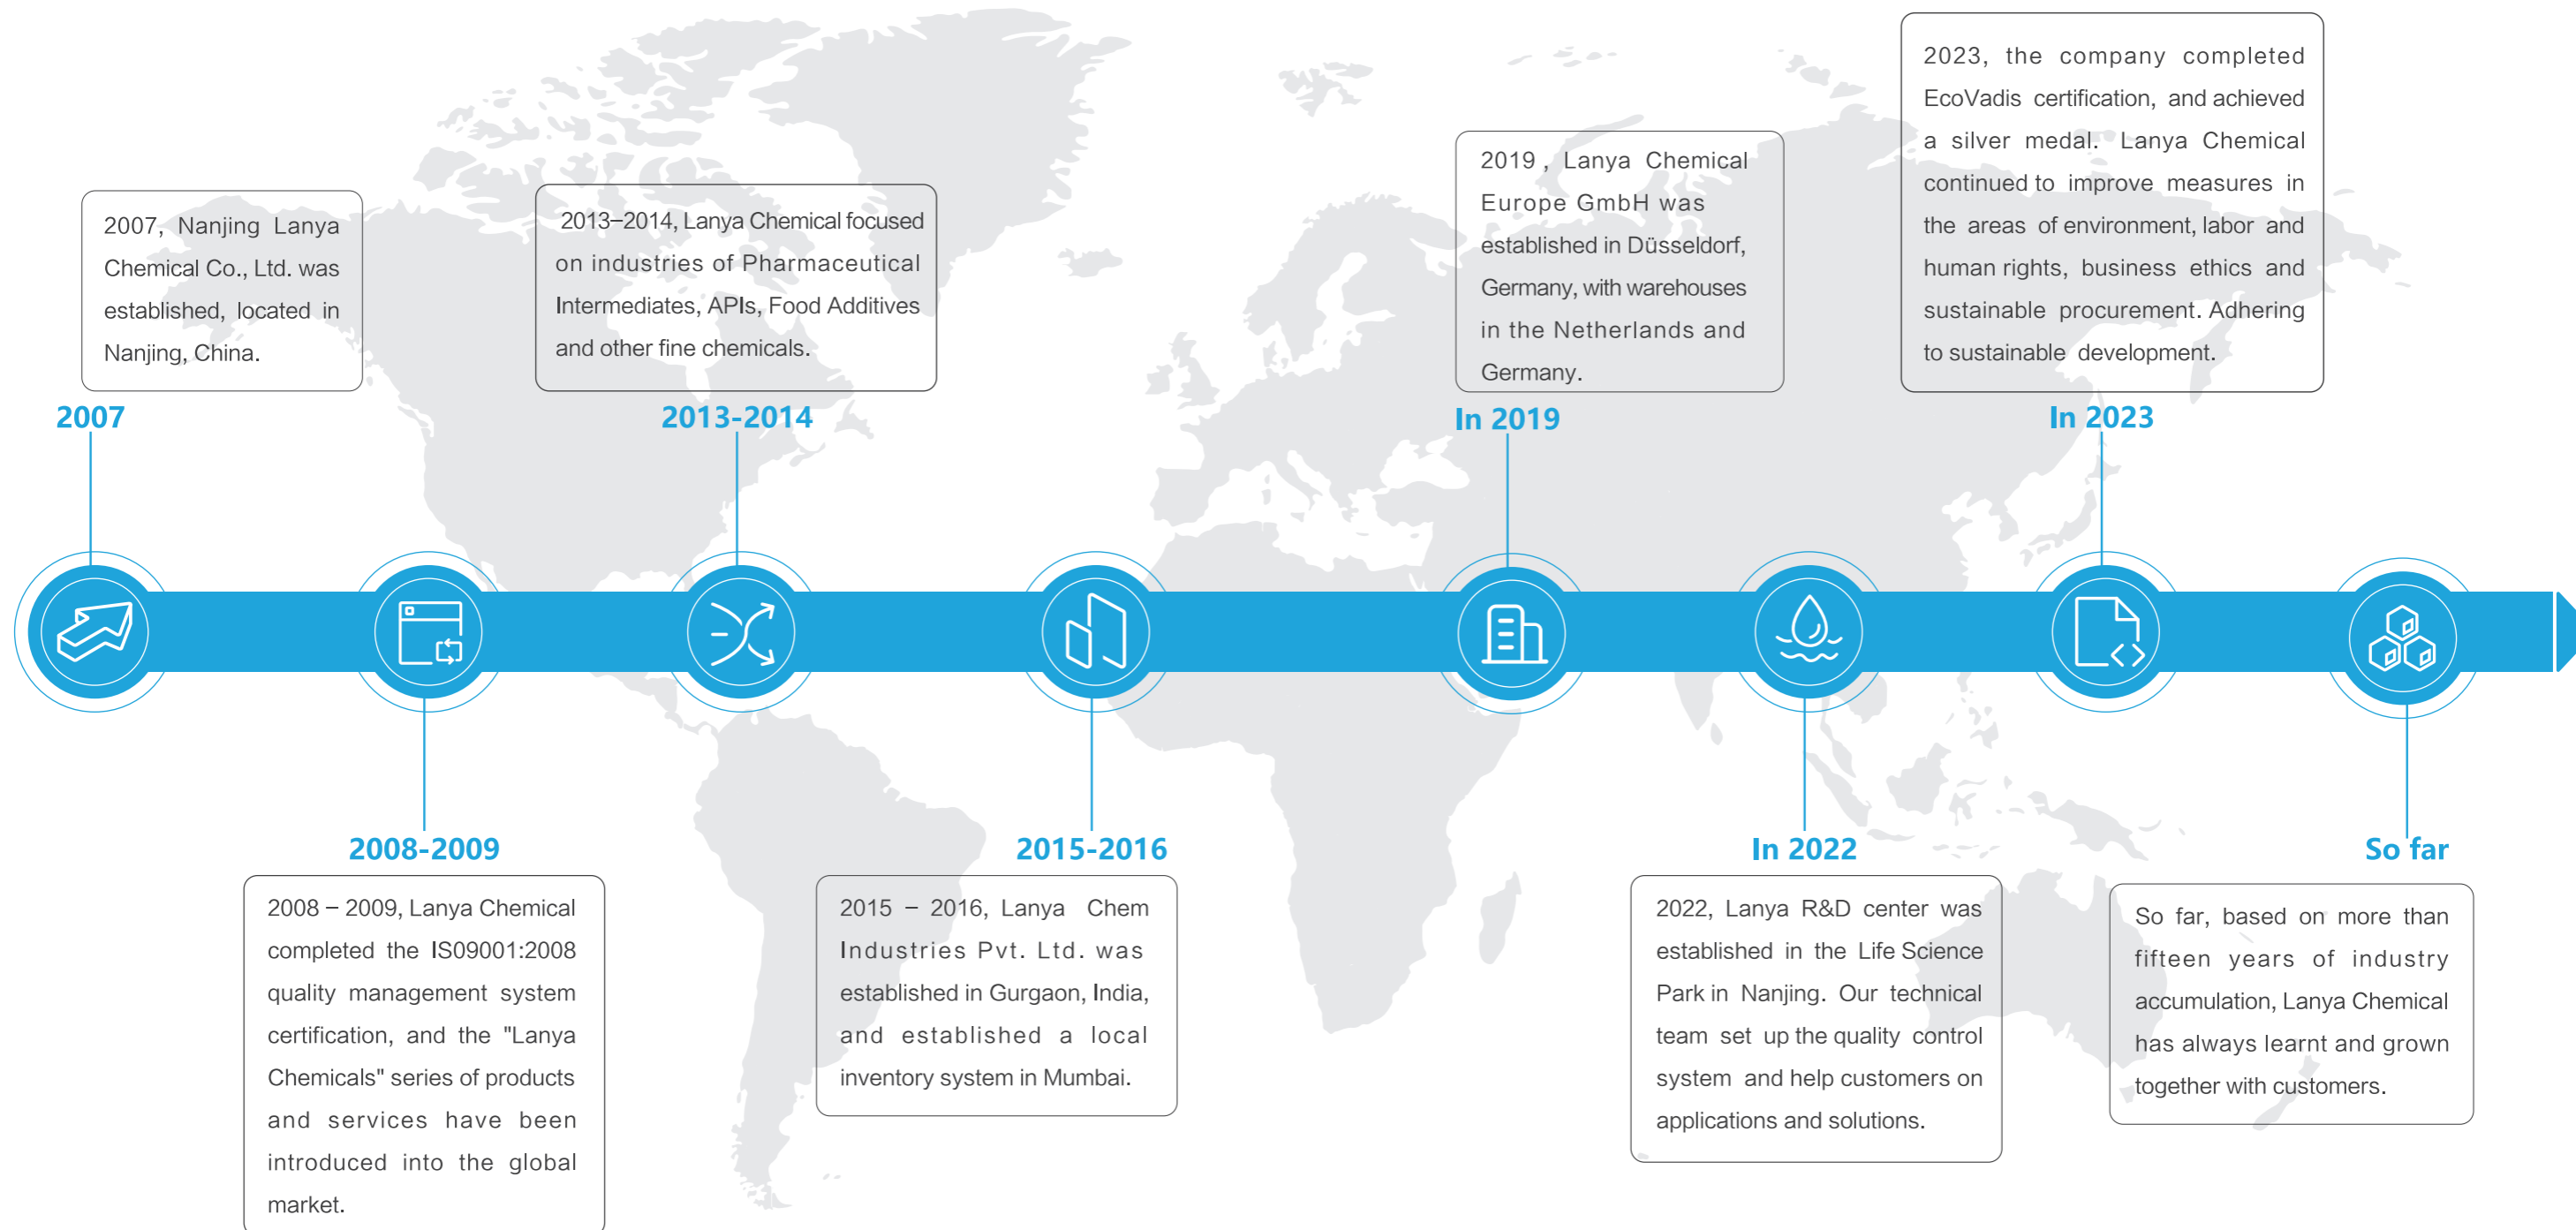 2007, Nanjing Lanya
Chemical Co., Ltd. was
established, located in
Nanjing, China.
2007
2008 – 2009, Lanya Chemical
completed the IS09001:2008
quality management system
certification, and the "Lanya
Chemicals" series of products
and services have been
introduced into the global
market.
2008-2009
2013–2014, Lanya Chemical focused
on industries of Pharmaceutical
Intermediates, APIs, Food Additives
and other fine chemicals.
2013-2014
2015 – 2016, Lanya Chem
Industries Pvt. Ltd. was
established in Gurgaon, India,
and established a local
inventory system in Mumbai.
2015-2016
2019 , Lanya Chemical
Europe GmbH was
established in Düsseldorf,
Germany, with warehouses
in the Netherlands and
Germany.
In 2019
2022, Lanya R&D center was
established in the Life Science
Park in Nanjing. Our technical
team set up the quality control
system and help customers on
applications and solutions.
In 2022
2023, the company completed
EcoVadis certification, and achieved
a silver medal. Lanya Chemical
continued to improve measures in
the areas of environment, labor and
human rights, business ethics and
sustainable procurement. Adhering
to sustainable development.
In 2023
So far
So far, based on more than
fifteen years of industry
accumulation, Lanya Chemical
has always learnt and grown
together with customers.